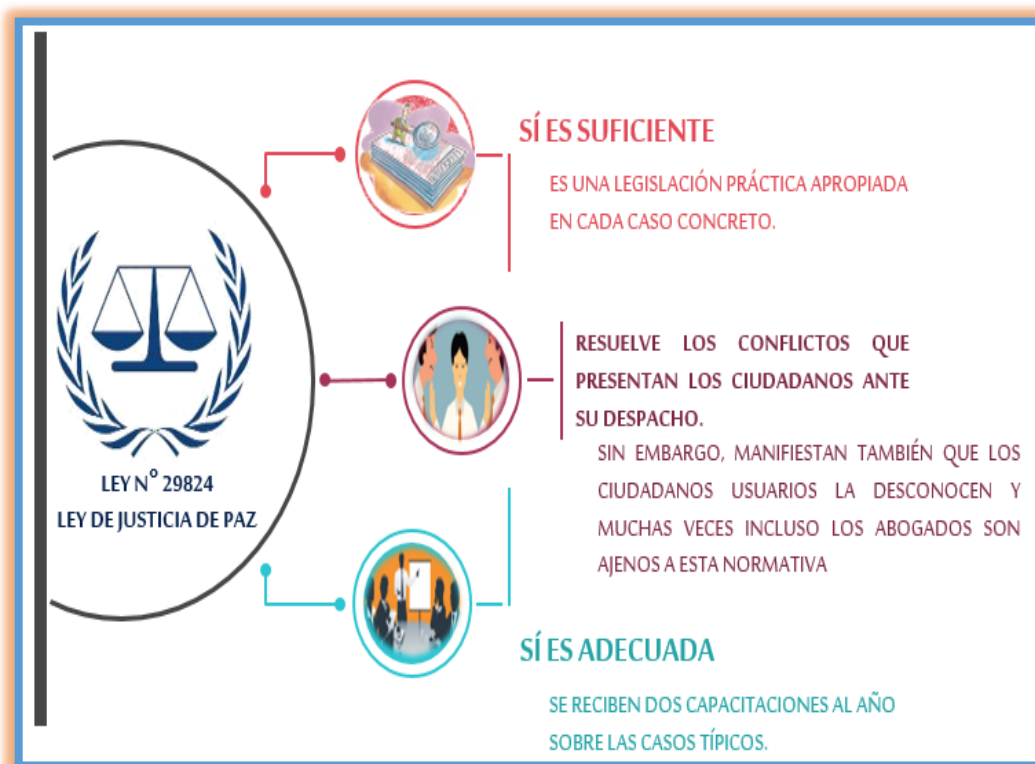 SÍ ES SUFICIENTE
ES UNA LEGISLACIÓN PRÁCTICA APROPIADA
EN CADA CASO CONCRETO.
RESUELVE LOS CONFLICTOS QUE
PRESENTAN LOS CIUDADANOS ANTE
SU DESPACHO.
SIN EMBARGO, MANIFIESTAN TAMBIÉN QUE LOS
CIUDADANOS USUARIOS LA DESCONOCEN Y
MUCHAS VECES INCLUSO LOS ABOGADOS SON
AJENOS A ESTA NORMATIVA
LEY N° 29824
LEY DE JUSTICIA DE PAZ
SÍ ES ADECUADA
SE RECIBEN DOS CAPACITACIONES AL AÑO
SOBRE LAS CASOS TÍPICOS.